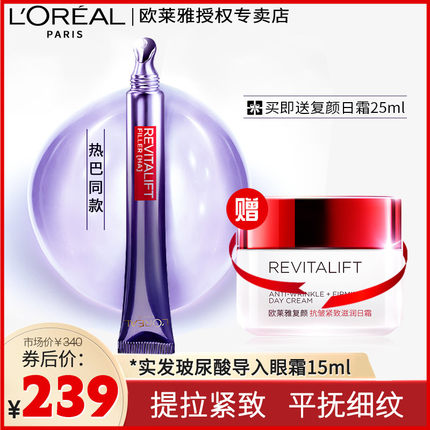 L'ORÉAL
PARIS
欧莱雅授权专卖店
买即送复颜日霜25ml
热巴同款
REVITALIFT
FILLER [HA]
赠
REVITALIFT
DAY CREAM
欧莱雅复颜 抗皱紧致滋润日霜
市场价¥340
券后价:
¥239
*实发玻尿酸导入眼霜15ml
提拉紧致 平抚细纹